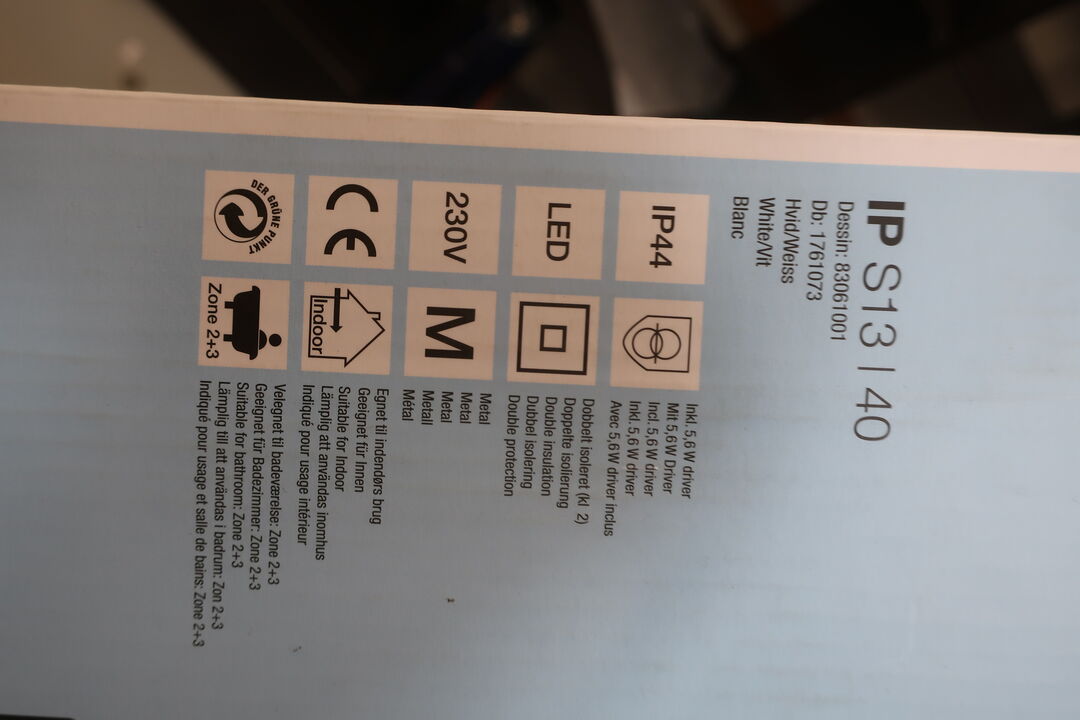 IP S13 | 40
Dessin: 83061001
Db: 1761073
Hvid/Weiss
White/Vit
Blanc
IP44
Inkl. 5,6 W driver
Mit 5,6 W Driver
Incl. 5,6 W driver
Inkl. 5,6 W driver
Avec 5,6 W driver inclus
LED
Dobbelt isoleret (kl 2)
Doppelte isolierung
Double insulation
Dubbel isolering
Double protection
230V
M
Metal
Metal
Metal
Metall
Métal
CE
Indoor
Egnet til indendørs brug
Geeignet für Innen
Suitable for Indoor
Lämplig att användas inomhus
Indiqué pour usage intérieur
DER GRÜNE PUNKT
Zone 2+3
Velegnet til badeværelse: Zone 2+3
Geeignet für Badezimmer: Zone 2+3
Suitable for bathroom: Zone 2+3
Lämplig till att användas i badrum: Zon 2+3
Indiqué pour usage et salle de bains: Zone 2+3